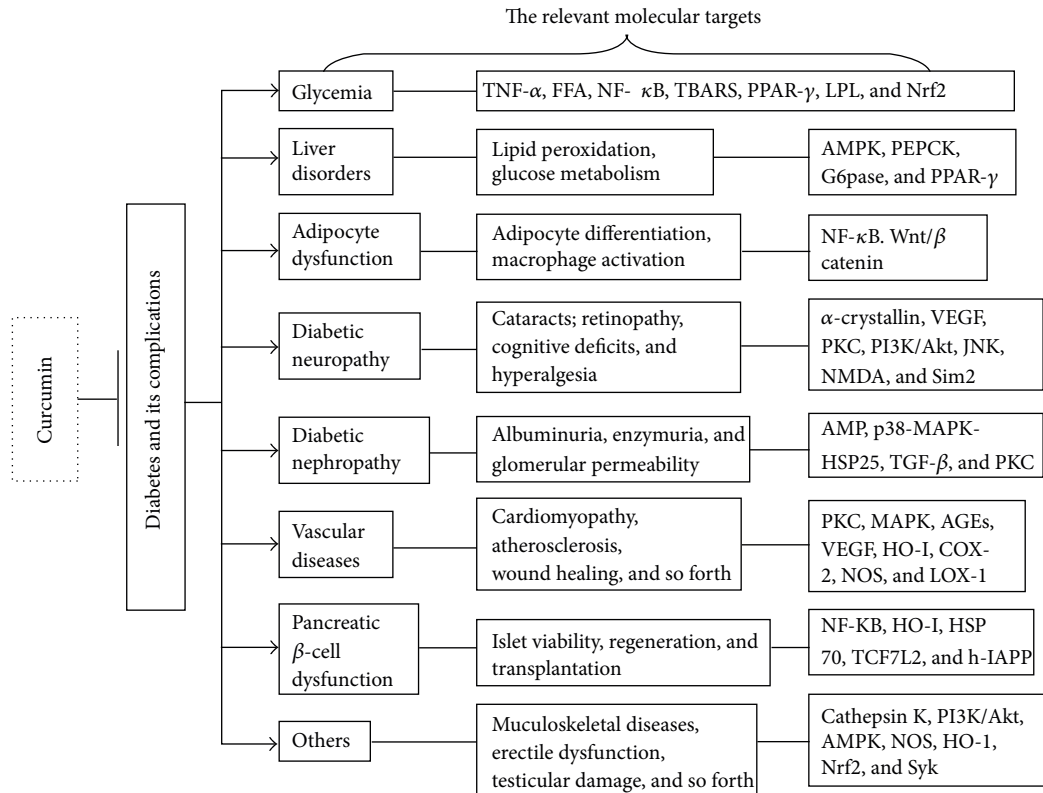 The relevant molecular targets
Glycemia
TNF-α, FFA, NF- κB, TBARS, PPAR-γ, LPL, and Nrf2
Liver
disorders
Lipid peroxidation,
glucose metabolism
AMPK, PEPCK,
G6pase, and PPAR-γ
Adipocyte
dysfunction
Adipocyte differentiation,
macrophage activation
NF-κB. Wnt/β
catenin
Curcumin
Diabetes and its complications
Diabetic
neuropathy
Cataracts; retinopathy,
cognitive deficits, and
hyperalgesia
α-crystallin, VEGF,
PKC, PI3K/Akt, JNK,
NMDA, and Sim2
Diabetic
nephropathy
Albuminuria, enzymuria, and
glomerular permeability
AMP, p38-MAPK-
HSP25, TGF-β, and PKC
Vascular
diseases
Cardiomyopathy,
atherosclerosis,
wound healing, and so forth
PKC, MAPK, AGEs,
VEGF, HO-I, COX-
2, NOS, and LOX-1
Pancreatic
β-cell
dysfunction
Islet viability, regeneration, and
transplantation
NF-KB, HO-I, HSP
70, TCF7L2, and h-IAPP
Others
Muculoskeletal diseases,
erectile dysfunction,
testicular damage, and so forth
Cathepsin K, PI3K/Akt,
AMPK, NOS, HO-1,
Nrf2, and Syk